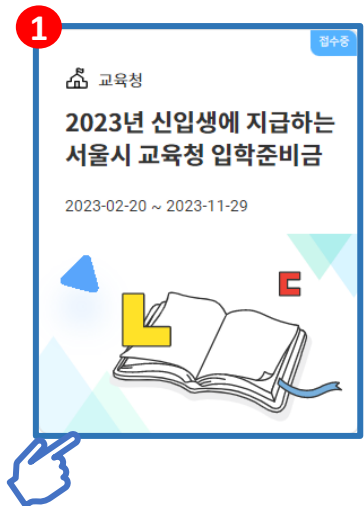 1
접수중
교육청
2023년 신입생에 지급하는
서울시 교육청 입학준비금
2023-02-20 ~ 2023-11-29